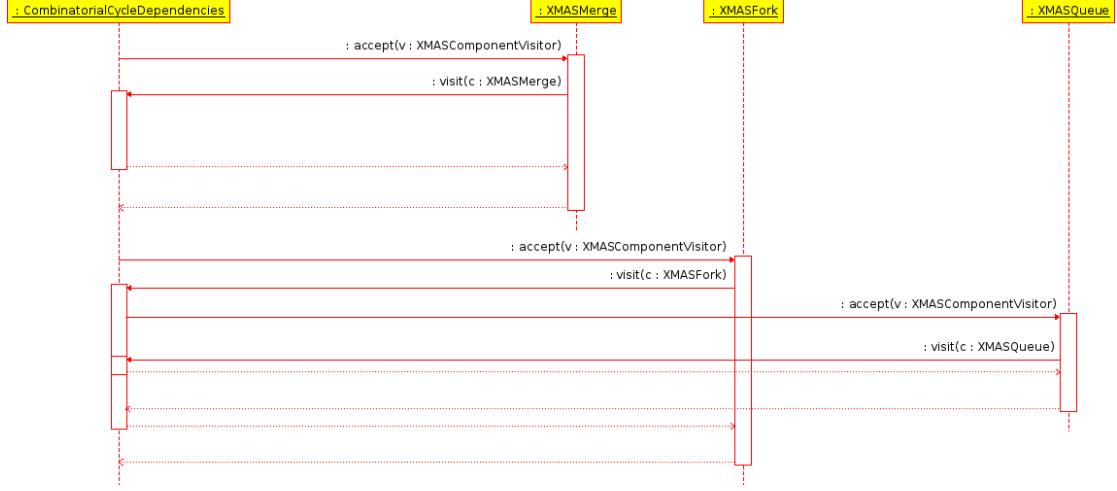 : CombinatorialCycleDependencies
: XMASMerge
: XMASFork
: XMASQueue
: accept(v : XMASComponentVisitor)
: visit(c : XMASMerge)
: accept(v : XMASComponentVisitor)
: visit(c : XMASFork)
: accept(v : XMASComponentVisitor)
: visit(c : XMASQueue)